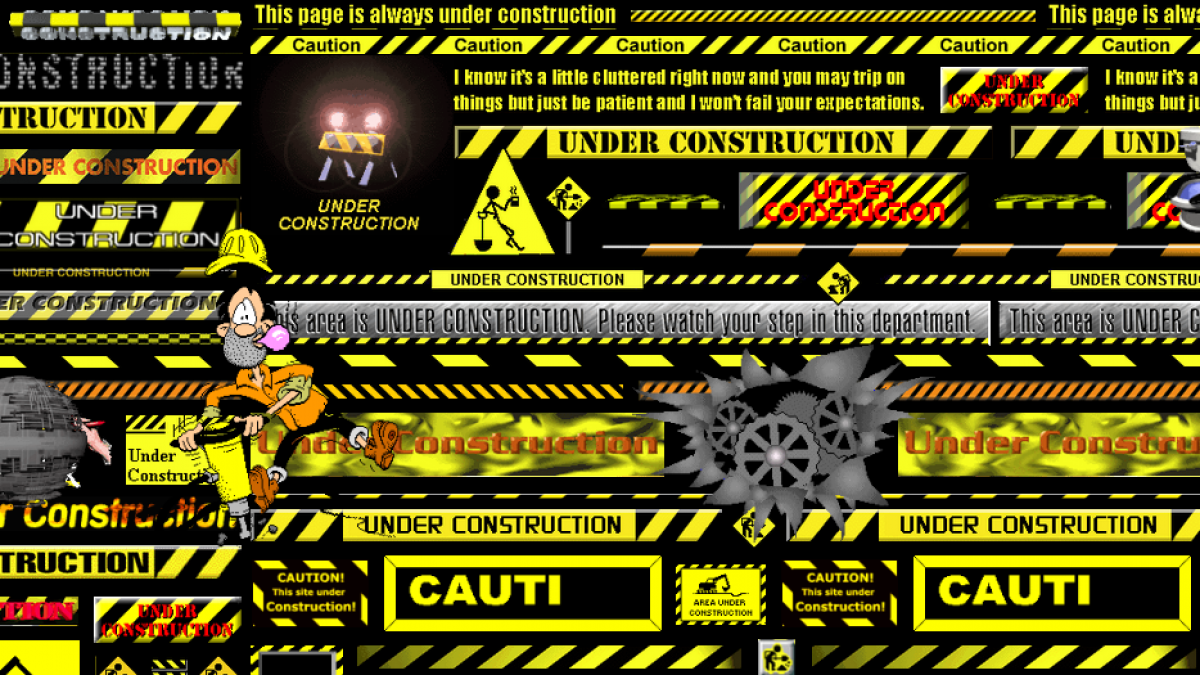 CONSTRUCTION
This page is always under construction
This page is alwa
Caution Caution Caution Caution Caution Caution
ONSTRUCTION
I know it's a little cluttered right now and you may trip on
things but just be patient and I won't fail your expectations.
UNDER
CONSTRUCTION
I know it's a
things but ju
TRUCTION
UNDER CONSTRUCTION
UND
UNDER CONSTRUCTION
UNDER
CONSTRUCTION
UNDER
CONSTRUCTION
UNDER
CONSTRUCTION
CO
UNDER CONSTRUCTION
UNDER CONSTRUCTION
UNDER CONSTRUC
ER CONSTRUCTION
his area is UNDER CONSTRUCTION. Please watch your step in this department.
This area is UNDER C
Under
Constructi
Under Construction
Under Constru
r Construction
UNDER CONSTRUCTION
UNDER CONSTRUCTION
TRUCTION
CAUTION!
This site under
Construction!
CAUTI
AREA UNDER
CONSTRUCTION
CAUTION!
This site under
Construction!
CAUTI
CTION
UNDER
CONSTRUCTION